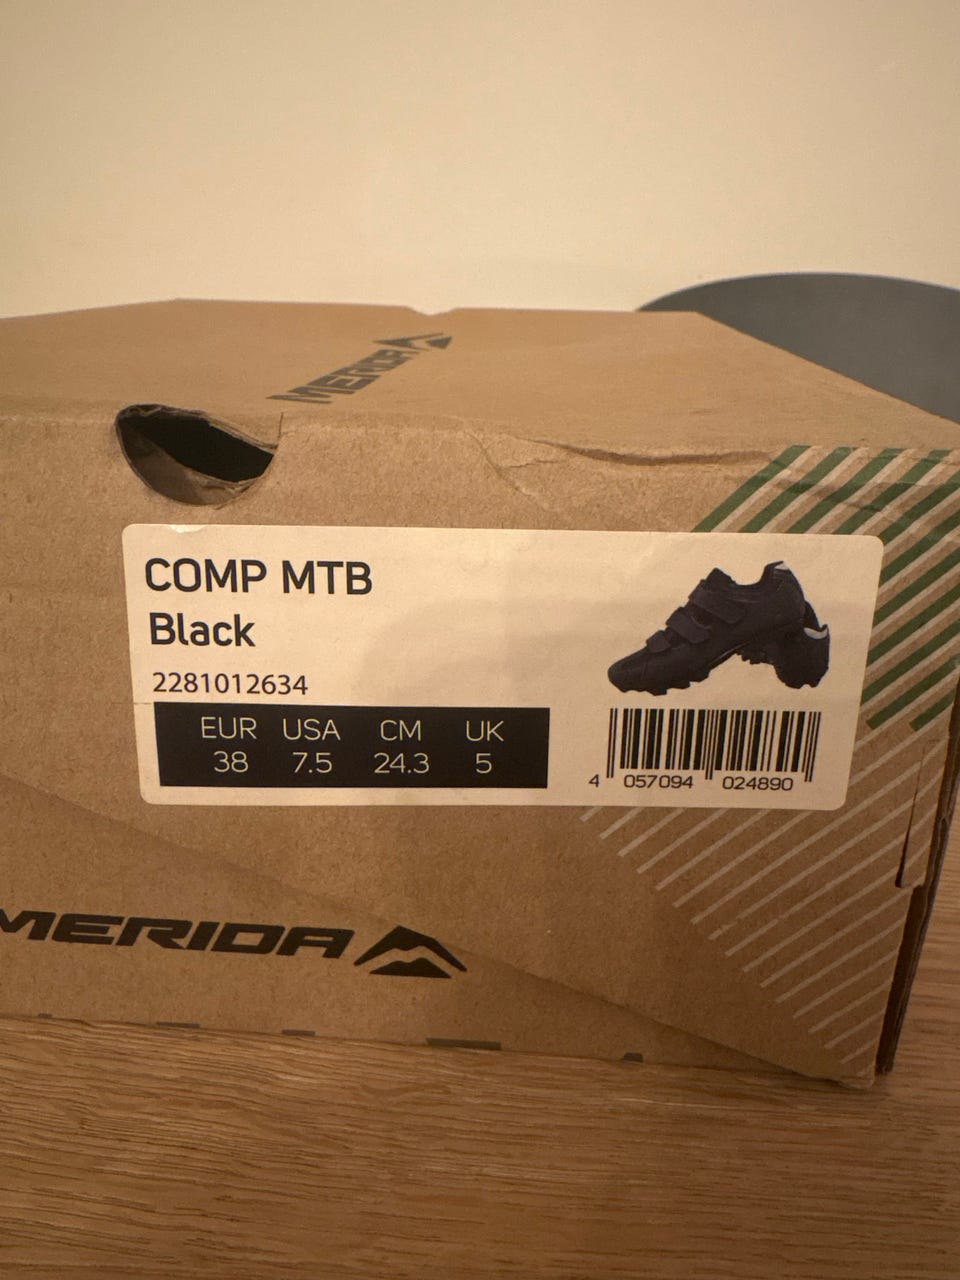 MERIDA
COMP MTB
Black
2281012634
EUR USA CM UK
38 7.5 24.3 5
4 057094 024890
MERIDA